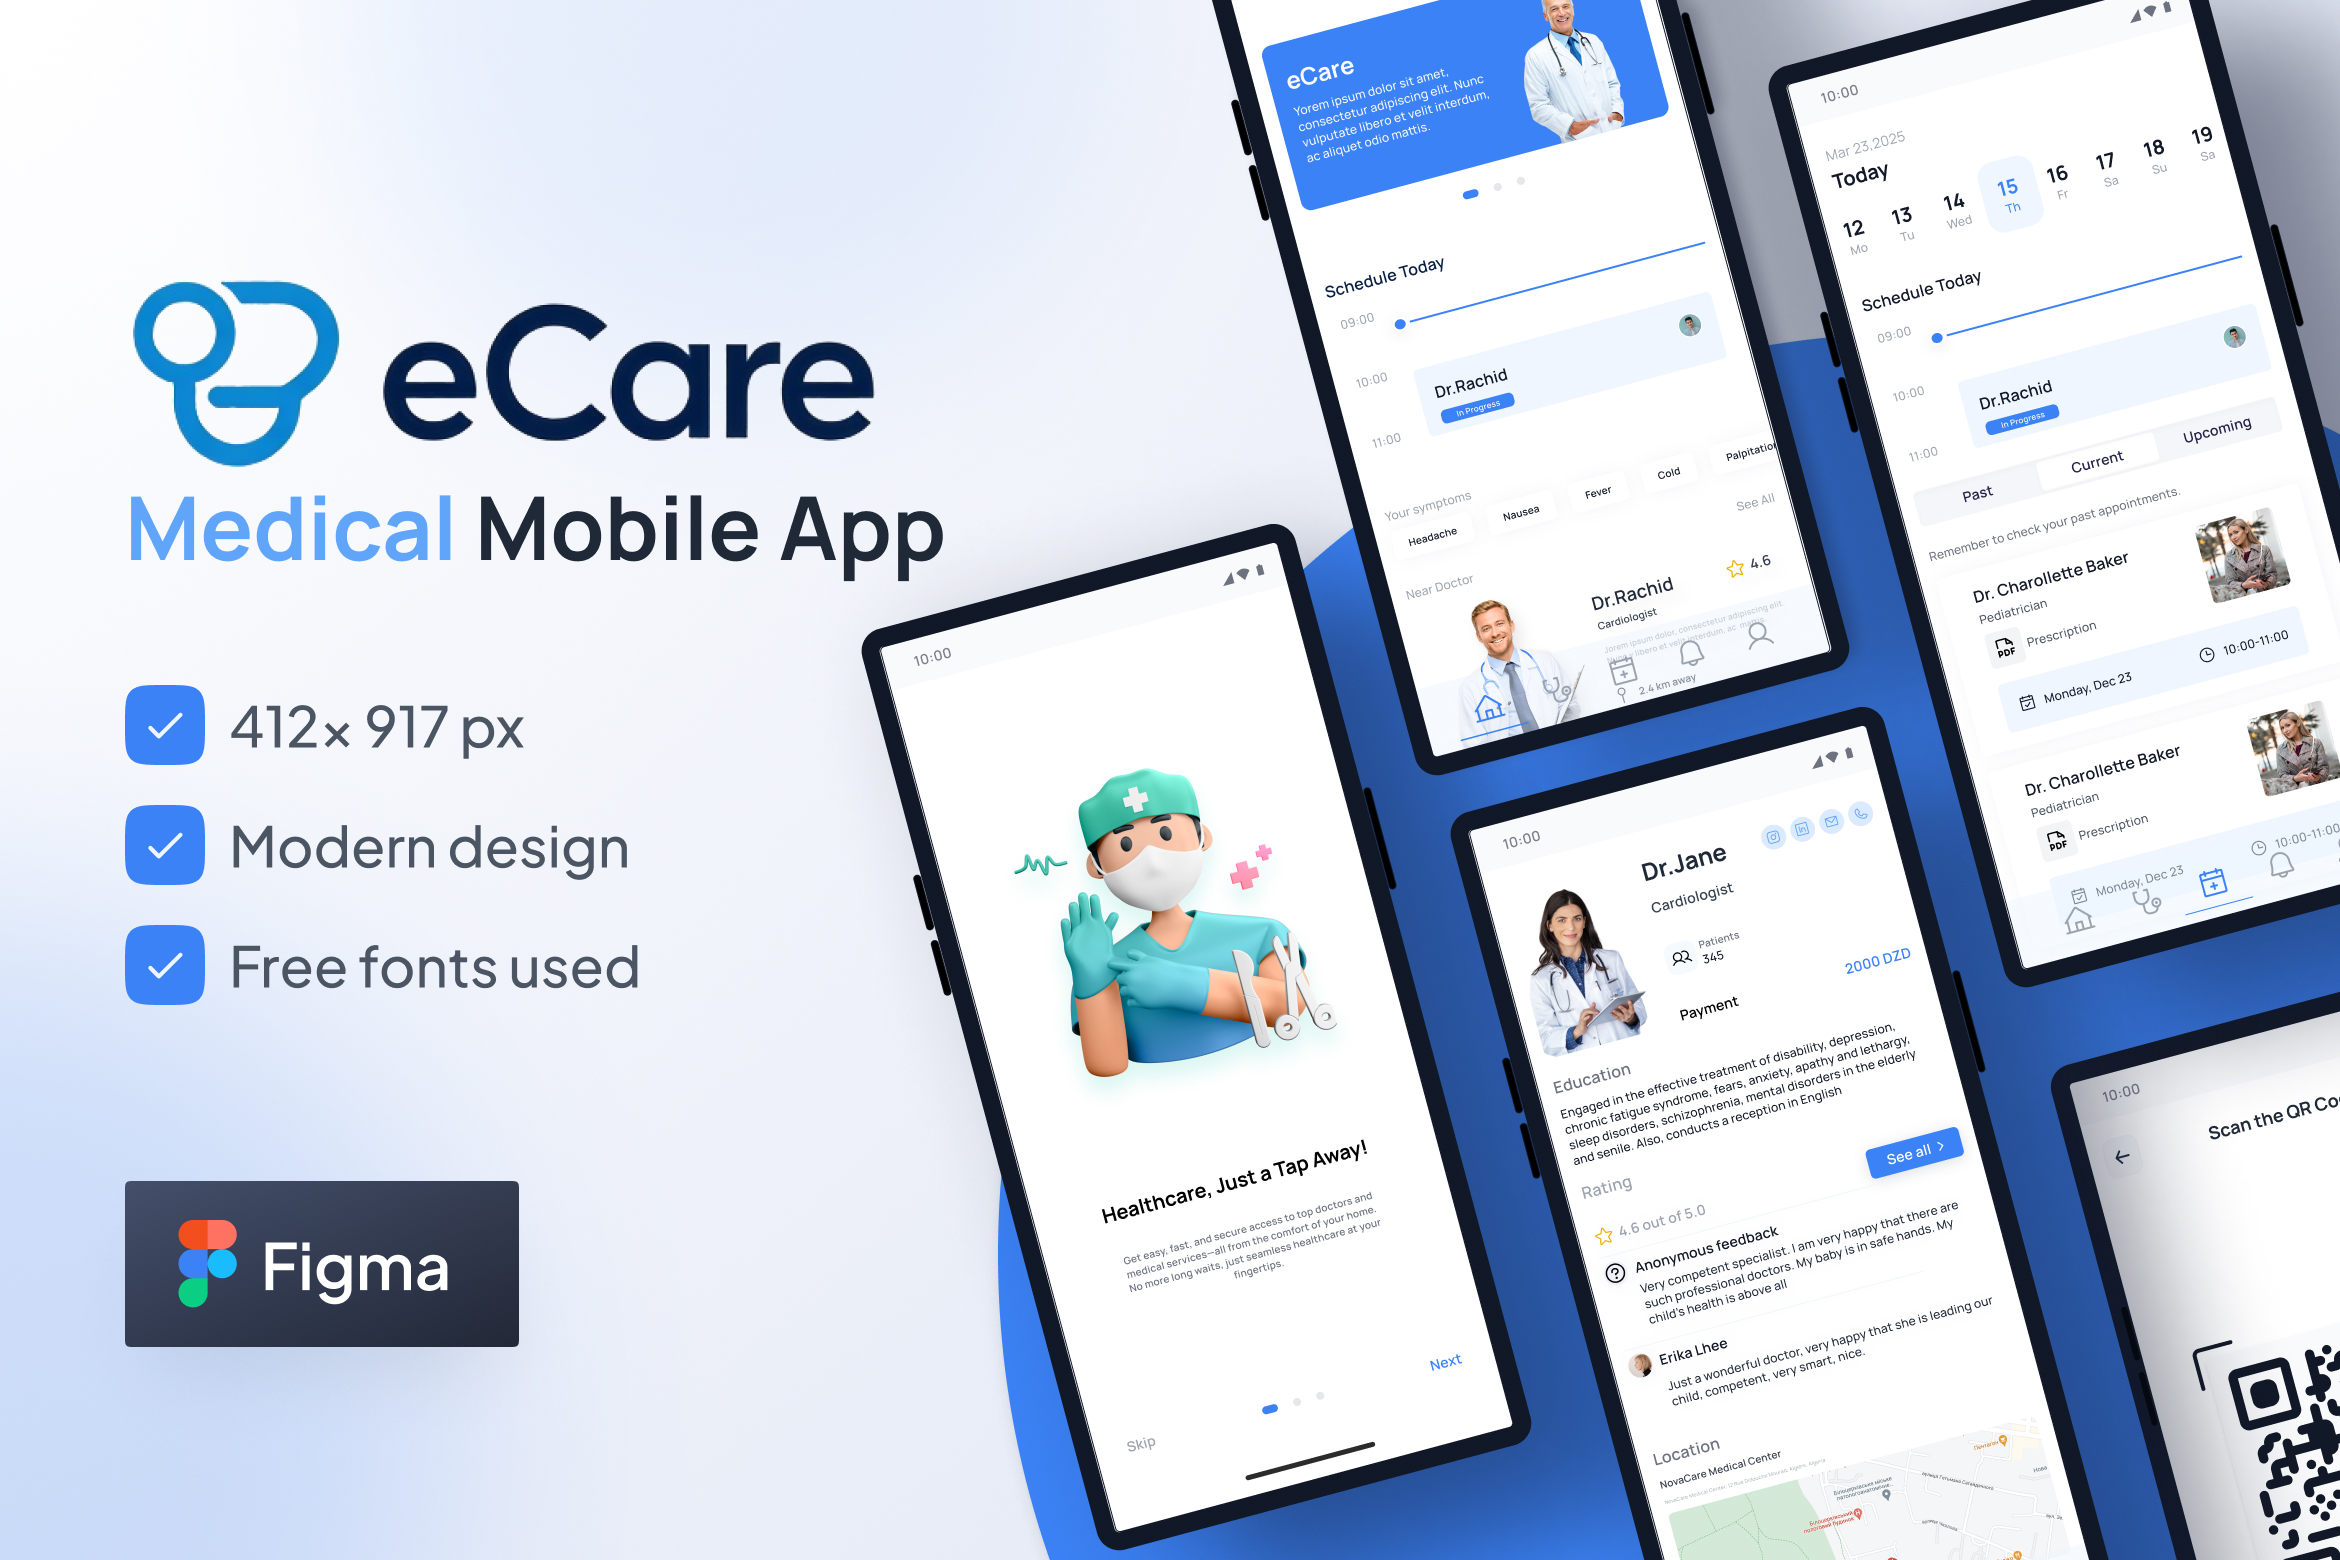 eCare
Medical Mobile App
412× 917 px
Modern design
Free fonts used
Figma
10:00
Healthcare, Just a Tap Away!
Get easy, fast, and secure access to top doctors and
medical services—all from the comfort of your home.
No more long waits, just seamless healthcare at your
fingertips.
Next
Skip
eCare
Yorem ipsum dolor sit amet,
consectetur adipiscing elit. Nunc
vulputate libero et velit interdum,
ac aliquet odio mattis.
Schedule Today
09:00
10:00
Dr.Rachid
In Progress
11:00
Your symptoms
See All
Headache
Nausea
Fever
Cold
Near Doctor
Dr.Rachid
4.6
Cardiologist
2.4 km away
10:00
Dr.Jane
Cardiologist
Patients
345
Payment
2000 DZD
Education
Engaged in the effective treatment of disability, depression,
chronic fatigue syndrome, fears, anxiety, apathy and lethargy,
sleep disorders, schizophrenia, mental disorders in the elderly
and senile. Also, conducts a reception in English
See all
Rating
4.6 out of 5.0
Anonymous feedback
Very competent specialist. I am very happy that there are
such professional doctors. My baby is in safe hands. My
child's health is above all
Erika Lhee
Just a wonderful doctor, very happy that she is leading our
child, competent, very smart, nice.
Location
NovaCare Medical Center
10:00
Mar 23,2025
Today
12 13 14 15 16 17 18 19
Mo Tu Wed Th Fr Sa Su Sa
Schedule Today
09:00
10:00
Dr.Rachid
In Progress
11:00
Past
Current
Upcoming
Remember to check your past appointments.
Dr. Charollette Baker
Pediatrician
PDF
Prescription
Monday, Dec 23
10:00-11:00
Dr. Charollette Baker
Pediatrician
PDF
Prescription
Monday, Dec 23
10:00-11:00
10:00
Scan the QR